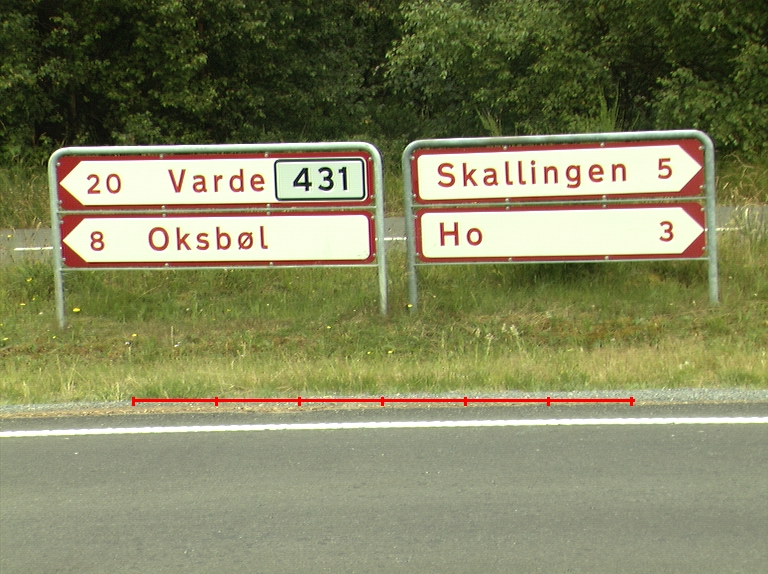 20 Varde 431
8 Oksbøl
Skallingen 5
Ho 3